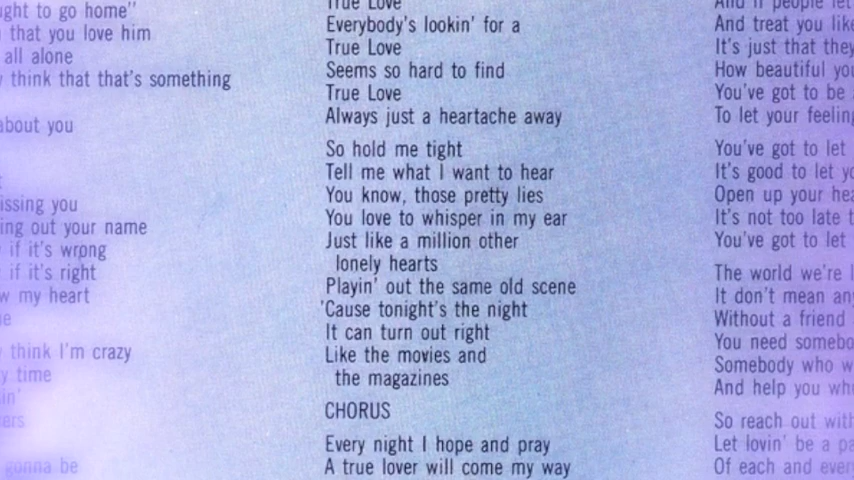 ght to go home"
that you love him
all alone
think that that's something
about you
issing you
ing out your name
if it's wrong
if it's right
w my heart
think I'm crazy
y time
in'
ers
gonna be
True Love
Everybody's lookin' for a
True Love
Seems so hard to find
True Love
Always just a heartache away
So hold me tight
Tell me what I want to hear
You know, those pretty lies
You love to whisper in my ear
Just like a million other
lonely hearts
Playin' out the same old scene
'Cause tonight's the night
It can turn out right
Like the movies and
the magazines
CHORUS
Every night I hope and pray
A true lover will come my way
And if people let
And treat you like
It's just that they
How beautiful you
You've got to be
To let your feeling
You've got to let
It's good to let yo
Open up your hea
It's not too late t
You've got to let
The world we're l
It don't mean any
Without a friend
You need somebo
Somebody who w
And help you whe
So reach out with
Let lovin' be a pa
Of each and ever